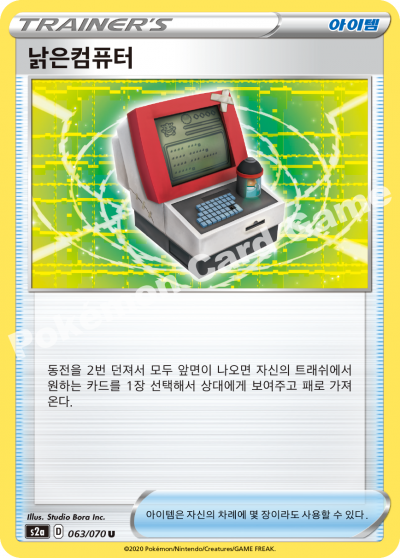 TRAINER'S 아이템
낡은컴퓨터
Pokémon Card Game
동전을 2번 던져서 모두 앞면이 나오면 자신의 트래쉬에서
원하는 카드를 1장 선택해서 상대에게 보여주고 패로 가져
온다.
Illus. Studio Bora Inc.
s2a D 063/070 U
아이템은 자신의 차례에 몇 장이라도 사용할 수 있다.
©2020 Pokémon/Nintendo/Creatures/GAME FREAK.